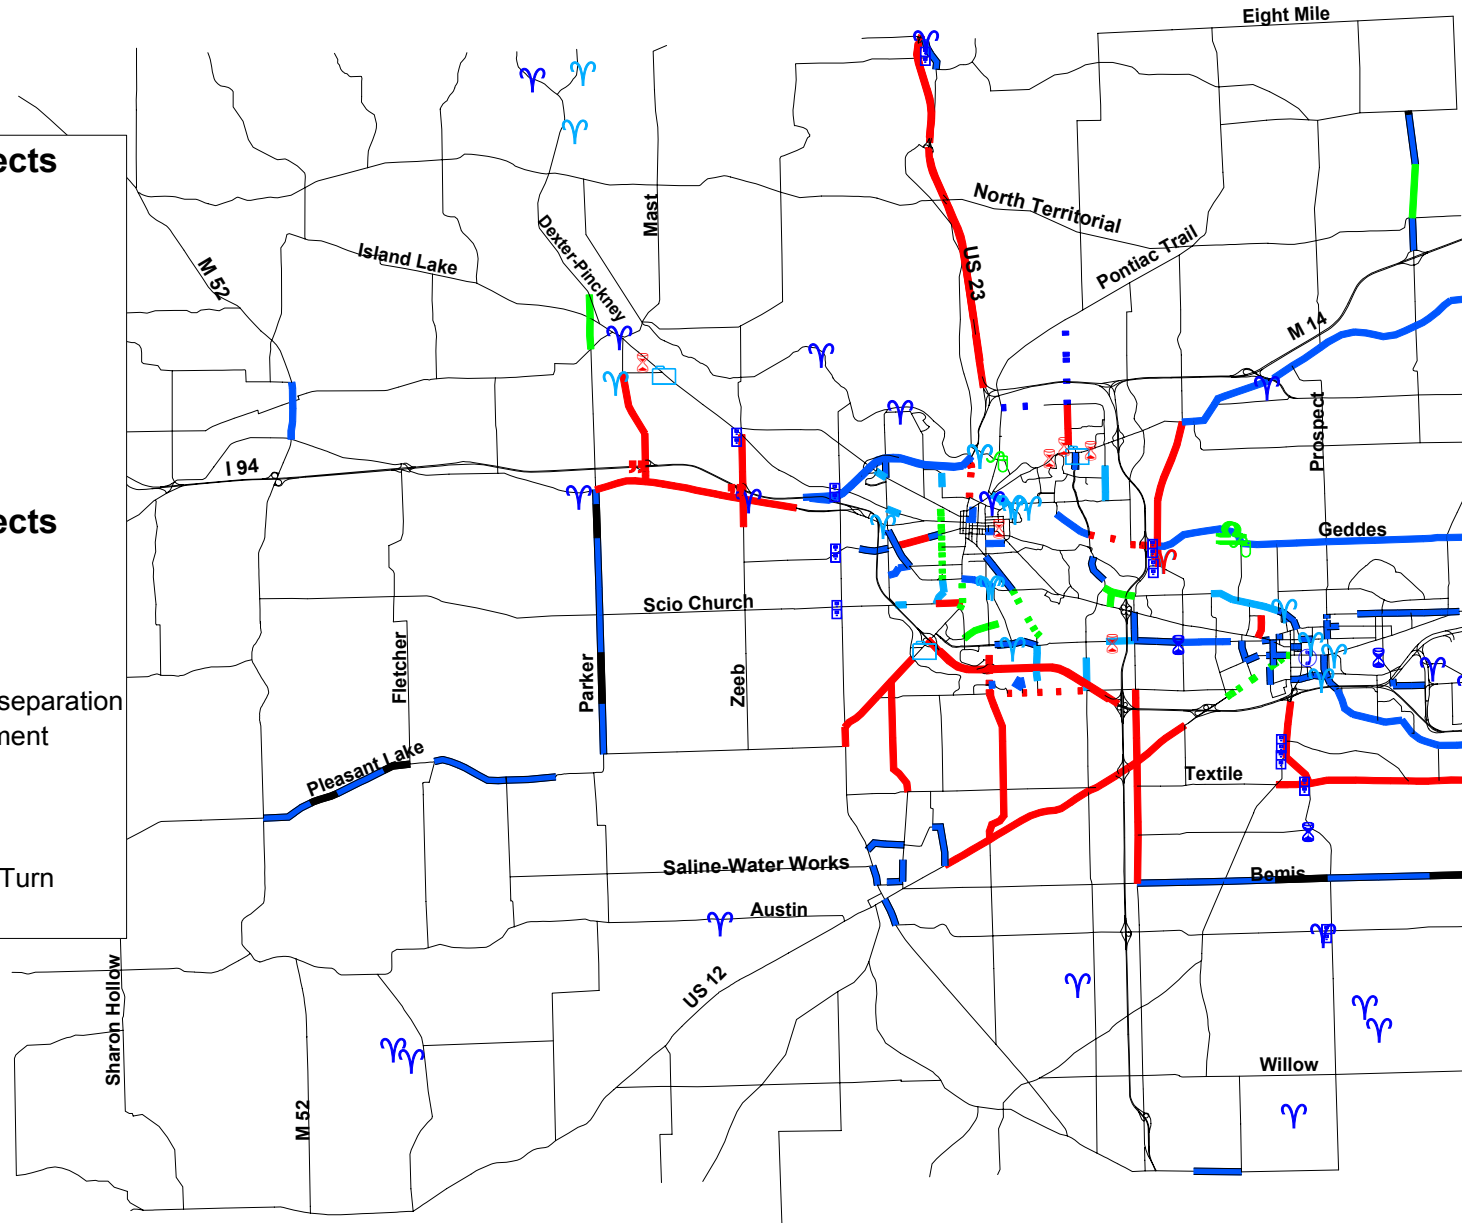 Eight Mile
ects
North Territorial
Mast
Dexter-Pinckney
Island Lake
M 52
US 23
Pontiac Trail
M 14
Prospect
I 94
ects
Geddes
Scio Church
Fletcher
Parker
Zeeb
separation
ment
Pleasant Lake
Textile
Turn
Saline-Water Works
Bemis
Austin
US 12
Sharon Hollow
Willow
M 52